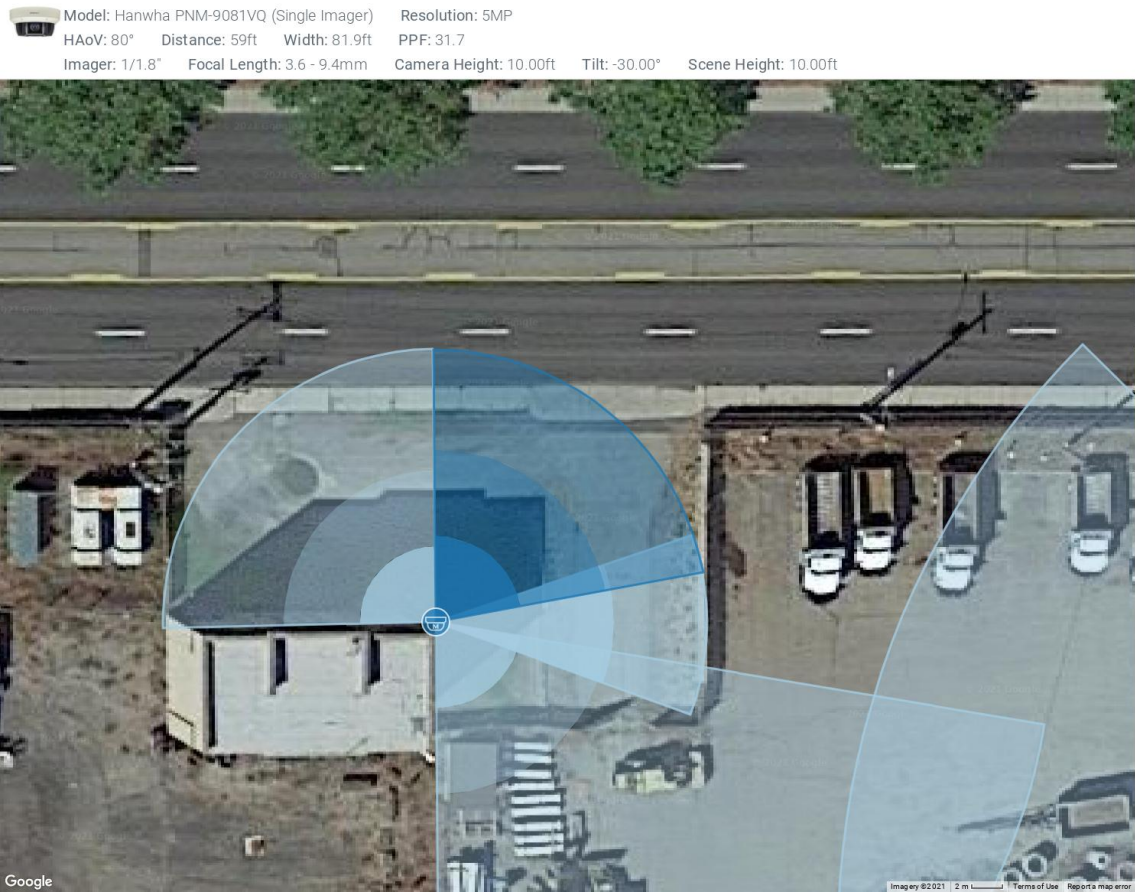 Model: Hanwha PNM-9081VQ (Single Imager) Resolution: 5MP
HAoV: 80° Distance: 59ft Width: 81.9ft PPF: 31.7
Imager: 1/1.8" Focal Length: 3.6 - 9.4mm Camera Height: 10.00ft Tilt: -30.00° Scene Height: 10.00ft
M
Google
Imagery ©2021 2 m Terms of Use Report a map error